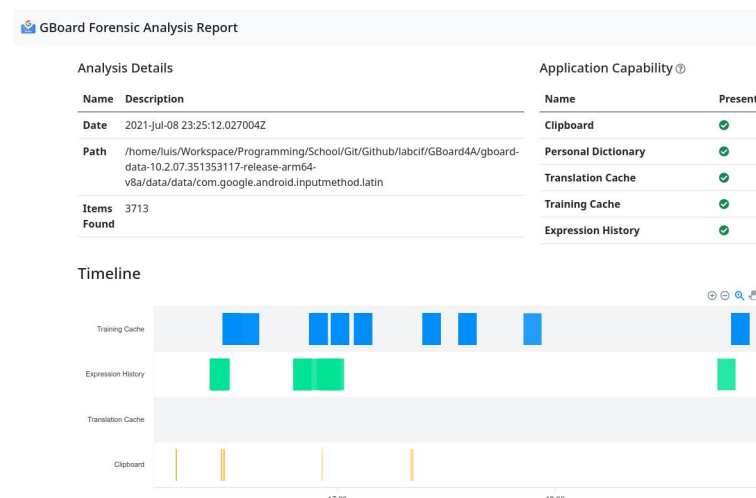 GBoard Forensic Analysis Report
Analysis Details
Name Description
Date 2021-Jul-08 23:25:12.027004Z
Path /home/luis/Workspace/Programming/School/Git/Github/labcif/GBoard4A/gboard-
data-10.2.07.351353117-release-arm64-
v8a/data/data/com.google.android.inputmethod.latin
Items 3713
Found
Application Capability
Name Present
Clipboard
Personal Dictionary
Translation Cache
Training Cache
Expression History
Timeline
Training Cache
Expression History
Translation Cache
Clipboard